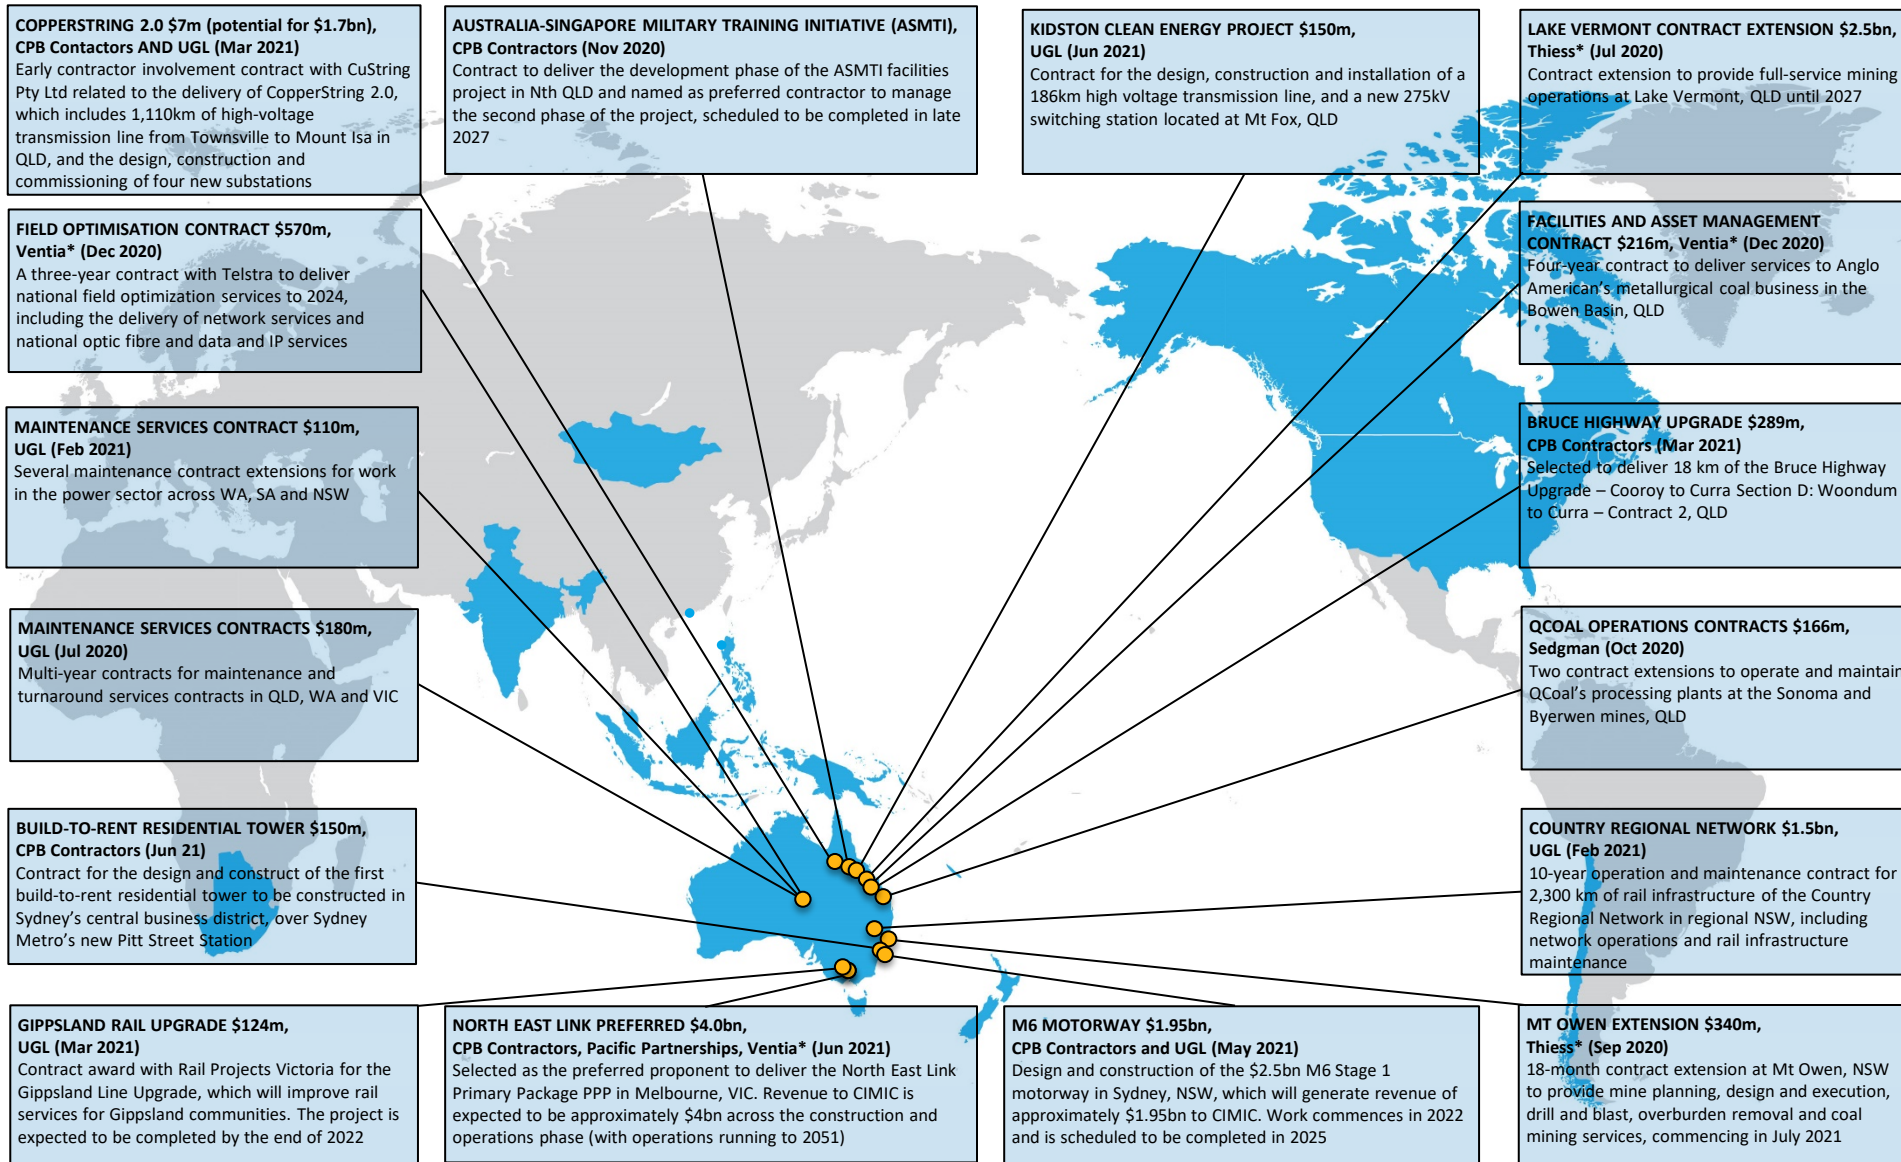 COPPERSTRING 2.0 $7m (potential for $1.7bn),
CPB Contactors AND UGL (Mar 2021)
Early contractor involvement contract with CuString
Pty Ltd related to the delivery of CopperString 2.0,
which includes 1,110km of high-voltage
transmission line from Townsville to Mount Isa in
QLD, and the design, construction and
commissioning of four new substations
AUSTRALIA-SINGAPORE MILITARY TRAINING INITIATIVE (ASMTI),
CPB Contractors (Nov 2020)
Contract to deliver the development phase of the ASMTI facilities
project in Nth QLD and named as preferred contractor to manage
the second phase of the project, scheduled to be completed in late
2027
KIDSTON CLEAN ENERGY PROJECT $150m,
UGL (Jun 2021)
Contract for the design, construction and installation of a
186km high voltage transmission line, and a new 275kV
switching station located at Mt Fox, QLD
LAKE VERMONT CONTRACT EXTENSION $2.5bn,
Thiess* (Jul 2020)
Contract extension to provide full-service mining
operations at Lake Vermont, QLD until 2027
FIELD OPTIMISATION CONTRACT $570m,
Ventia* (Dec 2020)
A three-year contract with Telstra to deliver
national field optimization services to 2024,
including the delivery of network services and
national optic fibre and data and IP services
FACILITIES AND ASSET MANAGEMENT
CONTRACT $216m, Ventia* (Dec 2020)
Four-year contract to deliver services to Anglo
American's metallurgical coal business in the
Bowen Basin, QLD
MAINTENANCE SERVICES CONTRACT $110m,
UGL (Feb 2021)
Several maintenance contract extensions for work
in the power sector across WA, SA and NSW
BRUCE HIGHWAY UPGRADE $289m,
CPB Contractors (Mar 2021)
Selected to deliver 18 km of the Bruce Highway
Upgrade – Cooroy to Curra Section D: Woondum
to Curra – Contract 2, QLD
MAINTENANCE SERVICES CONTRACTS $180m,
UGL (Jul 2020)
Multi-year contracts for maintenance and
turnaround services contracts in QLD, WA and VIC
QCOAL OPERATIONS CONTRACTS $166m,
Sedgman (Oct 2020)
Two contract extensions to operate and maintain
QCoal's processing plants at the Sonoma and
Byerwen mines, QLD
BUILD-TO-RENT RESIDENTIAL TOWER $150m,
CPB Contractors (Jun 21)
Contract for the design and construct of the first
build-to-rent residential tower to be constructed in
Sydney's central business district, over Sydney
Metro's new Pitt Street Station
COUNTRY REGIONAL NETWORK $1.5bn,
UGL (Feb 2021)
10-year operation and maintenance contract for
2,300 km of rail infrastructure of the Country
Regional Network in regional NSW, including
network operations and rail infrastructure
maintenance
GIPPSLAND RAIL UPGRADE $124m,
UGL (Mar 2021)
Contract award with Rail Projects Victoria for the
Gippsland Line Upgrade, which will improve rail
services for Gippsland communities. The project is
expected to be completed by the end of 2022
NORTH EAST LINK PREFERRED $4.0bn,
CPB Contractors, Pacific Partnerships, Ventia* (Jun 2021)
Selected as the preferred proponent to deliver the North East Link
Primary Package PPP in Melbourne, VIC. Revenue to CIMIC is
expected to be approximately $4bn across the construction and
operations phase (with operations running to 2051)
M6 MOTORWAY $1.95bn,
CPB Contractors and UGL (May 2021)
Design and construction of the $2.5bn M6 Stage 1
motorway in Sydney, NSW, which will generate revenue of
approximately $1.95bn to CIMIC. Work commences in 2022
and is scheduled to be completed in 2025
MT OWEN EXTENSION $340m,
Thiess* (Sep 2020)
18-month contract extension at Mt Owen, NSW
to provide mine planning, design and execution,
drill and blast, overburden removal and coal
mining services, commencing in July 2021